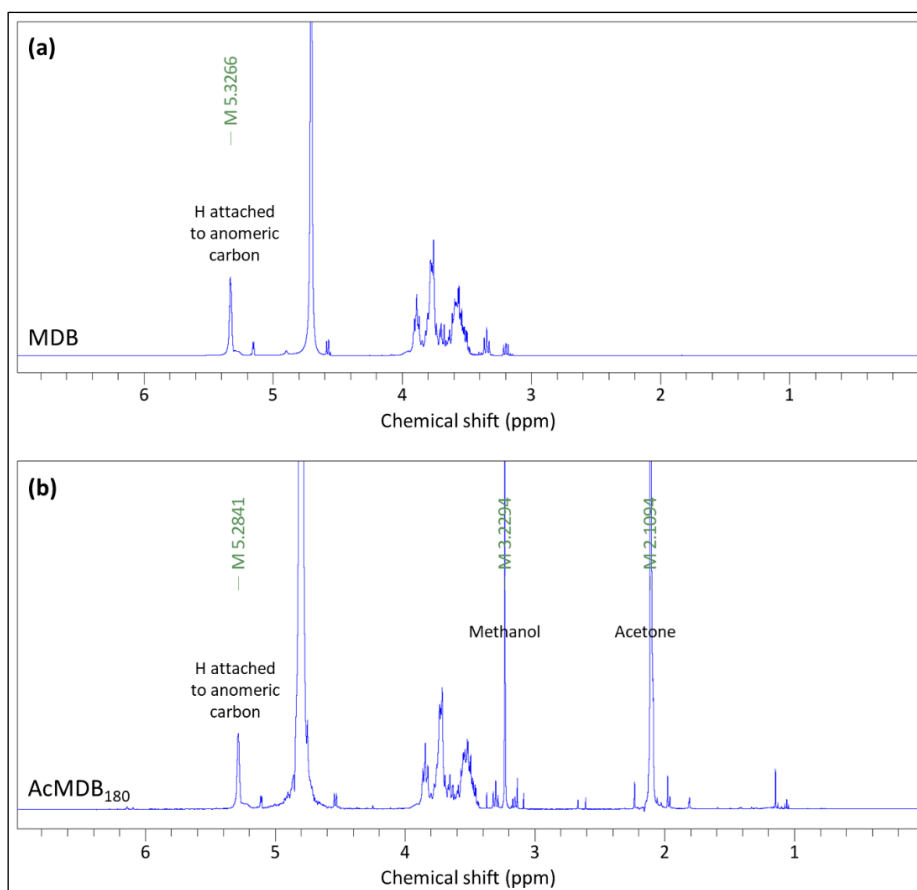 (a)
— M 5.3266
H attached
to anomeric
carbon
MDB
6 5 4 3 2 1
Chemical shift (ppm)
(b)
— M 5.2841
M 3.2294
M 2.1094
Methanol
Acetone
H attached
to anomeric
carbon
AcMDB₁₈₀
6 5 4 3 2 1
Chemical shift (ppm)